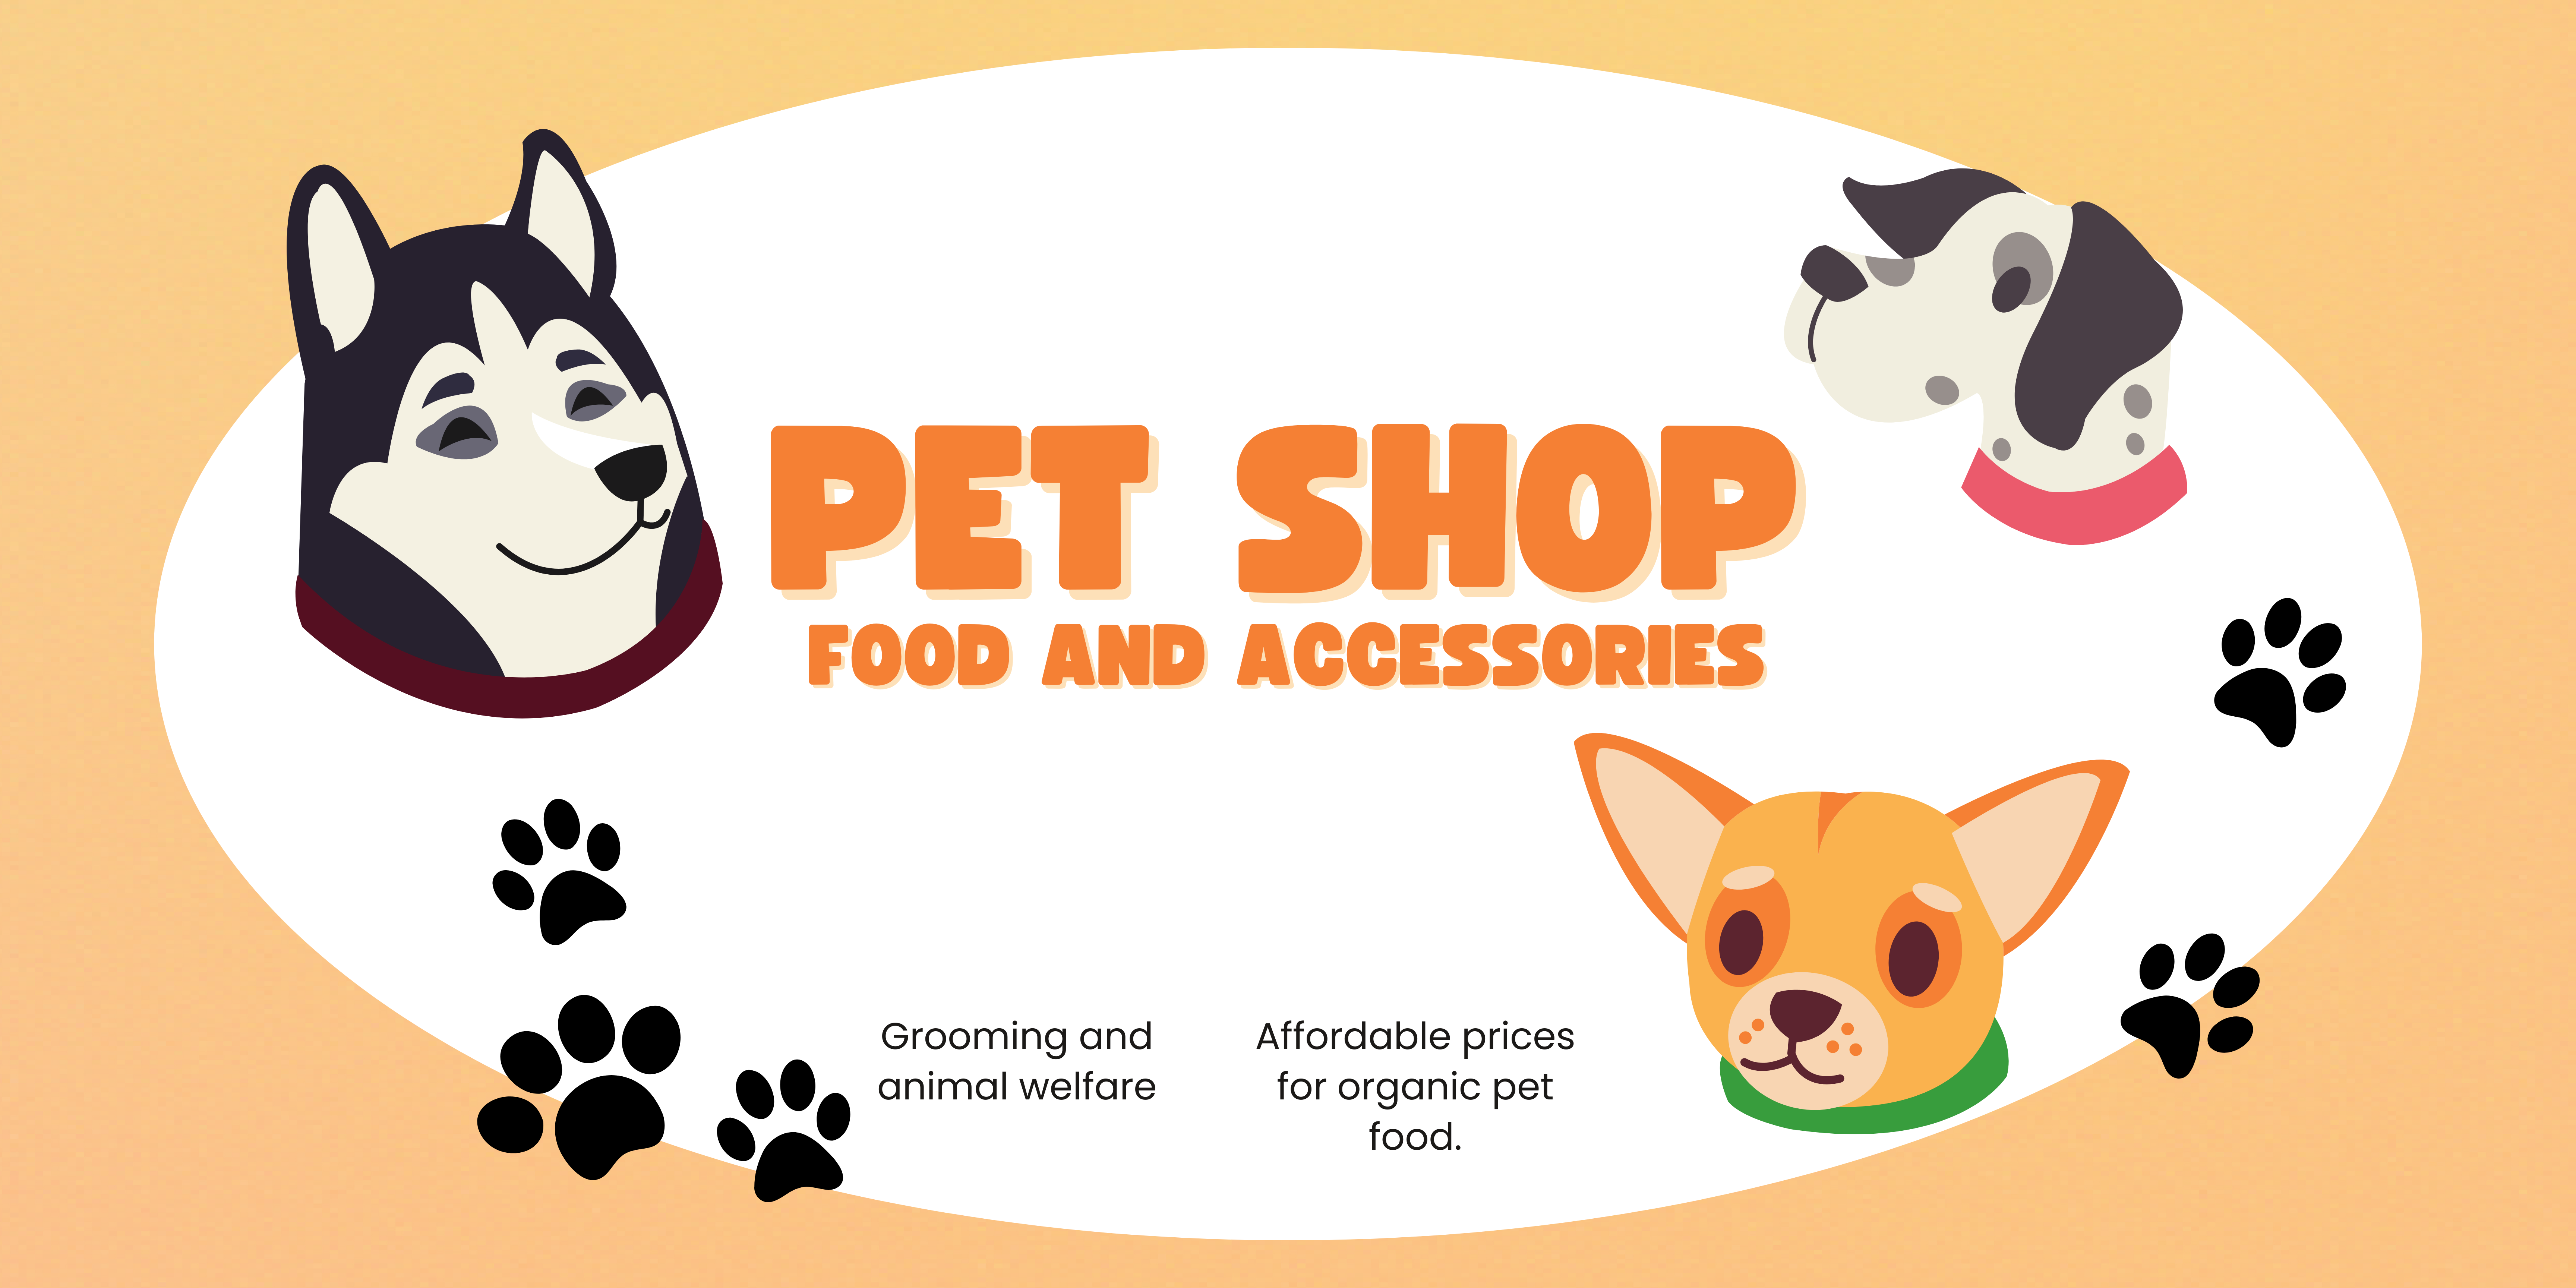 PET SHOP
FOOD AND ACCESSORIES
Grooming and
animal welfare
Affordable prices
for organic pet
food.